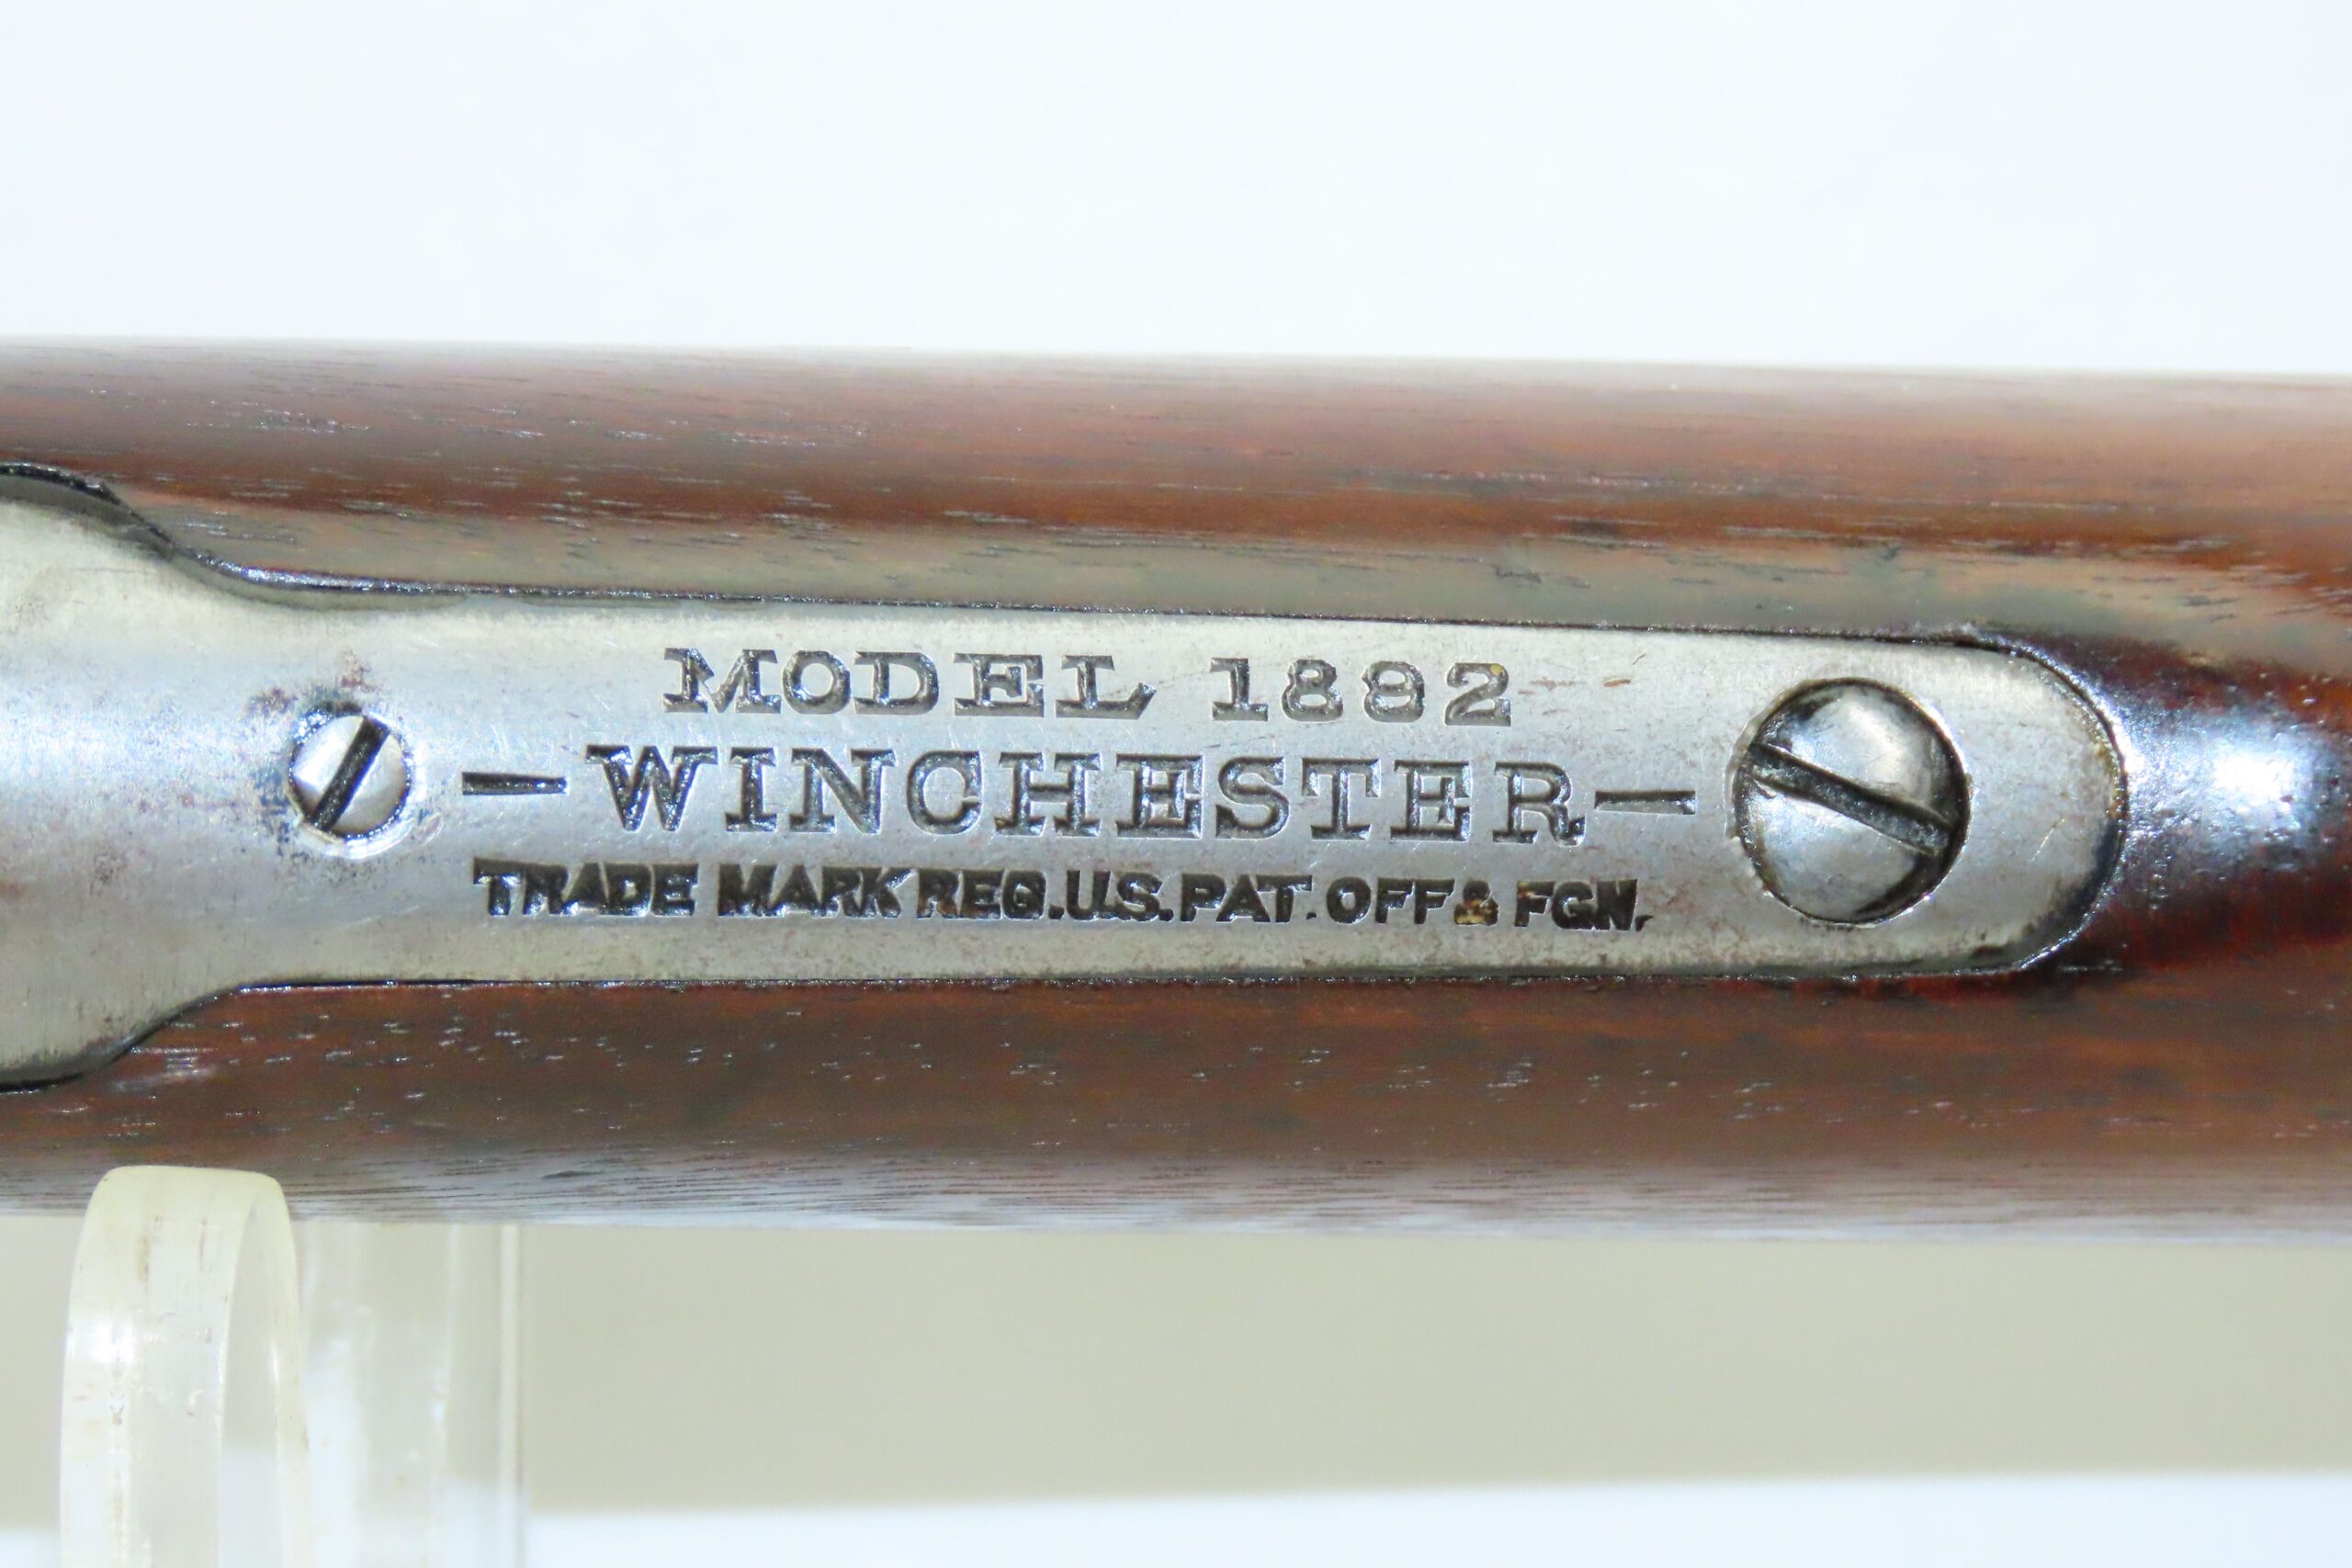 MODEL 1892
-WINCHESTER-
TRADE MARK REG.U.S.PAT.OFF& FGN.